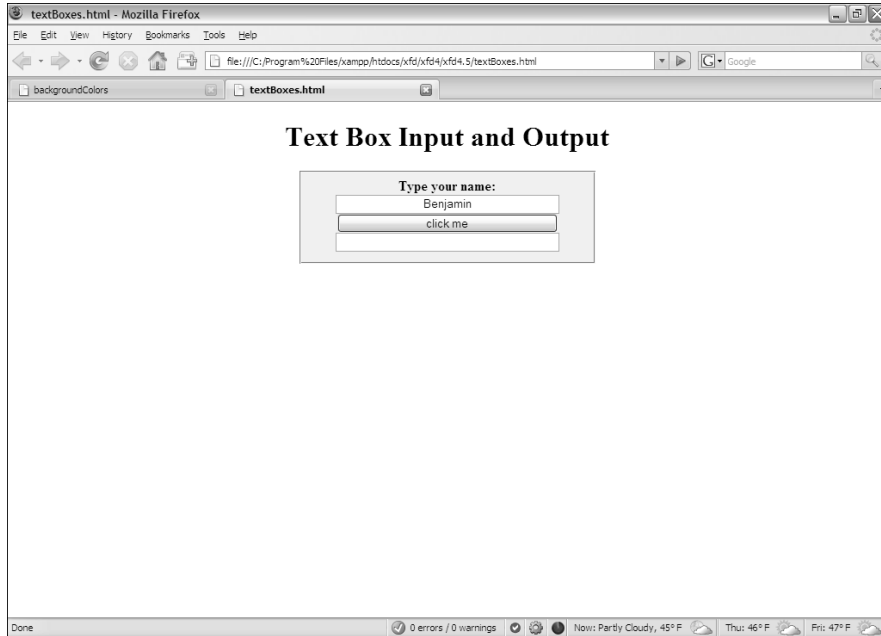 textBoxes.html - Mozilla Firefox
File Edit View History Bookmarks Tools Help
file:///C:/Program%20Files/xampp/htdocs/xfd/xfd4/xfd4.5/textBoxes.html
G Google
backgroundColors
textBoxes.html
Text Box Input and Output
Type your name:
Benjamin
click me
Done
0 errors / 0 warnings
Now: Partly Cloudy, 45° F
Thu: 46° F
Fri: 47° F